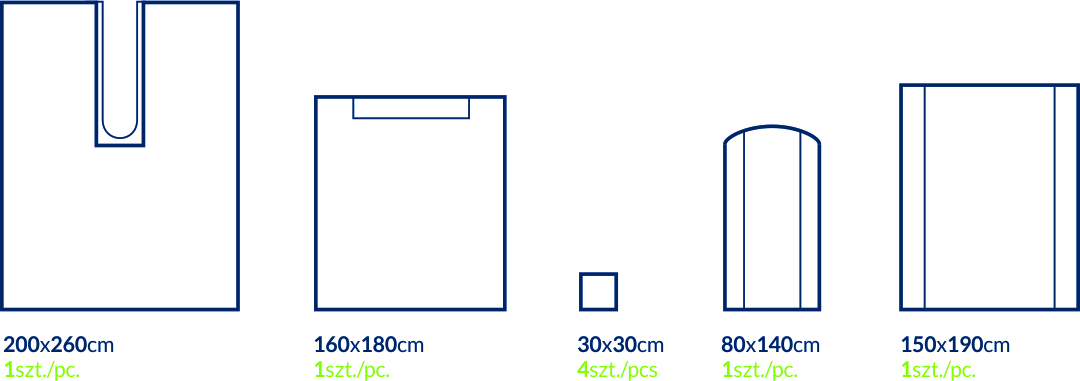 200x260cm
1szt./pc.
160x180cm
1szt./pc.
30x30cm
4szt./pcs
80x140cm
1szt./pc.
150x190cm
1szt./pc.